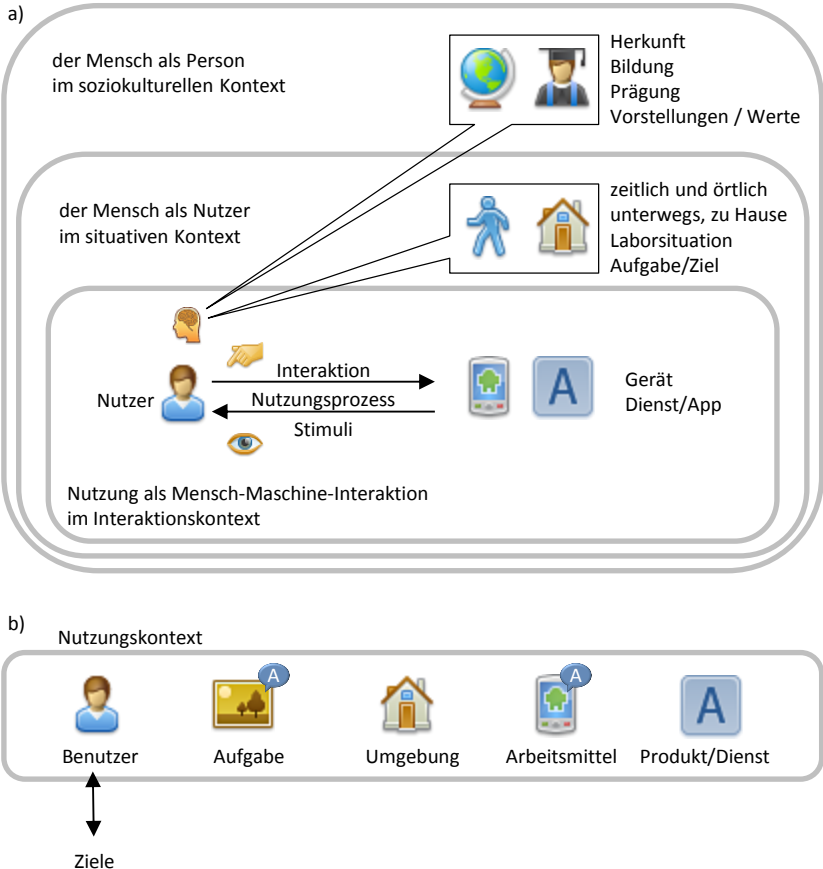 a)
der Mensch als Person
im soziokulturellen Kontext
Herkunft
Bildung
Prägung
Vorstellungen / Werte
der Mensch als Nutzer
im situativen Kontext
zeitlich und örtlich
unterwegs, zu Hause
Laborsituation
Aufgabe/Ziel
Nutzer
Interaktion
Nutzungsprozess
Stimuli
A
Gerät
Dienst/App
Nutzung als Mensch-Maschine-Interaktion
im Interaktionskontext
b)
Nutzungskontext
A
A
A
Benutzer
Aufgabe
Umgebung
Arbeitsmittel
Produkt/Dienst
Ziele